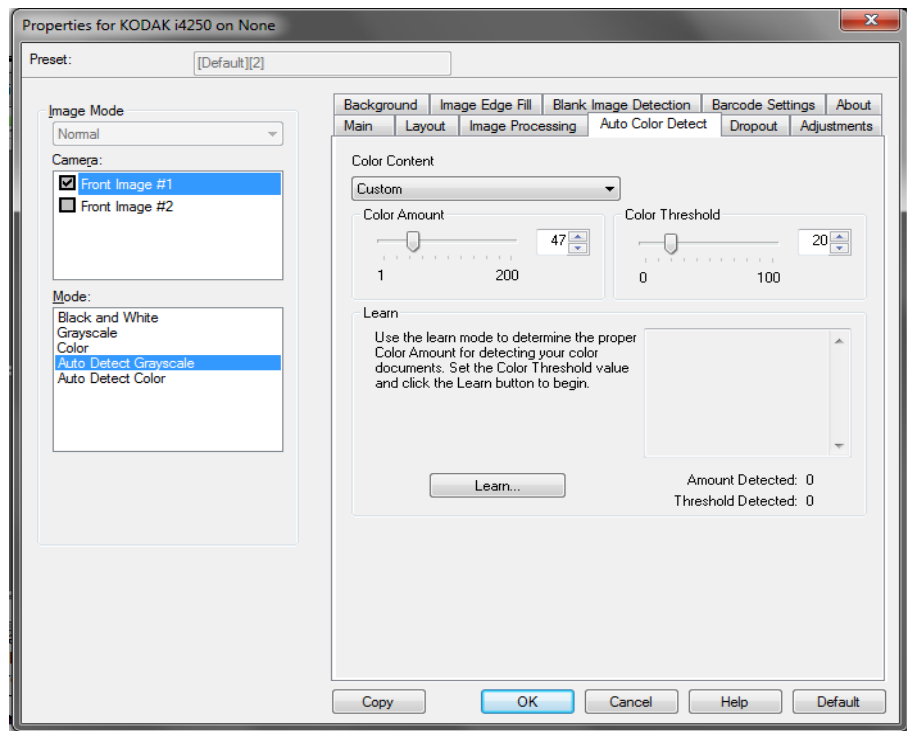 Properties for KODAK i4250 on None
Preset:
[Default][2]
Image Mode
Normal
Camera:
Front Image #1
Front Image #2
Mode:
Black and White
Grayscale
Color
Auto Detect Grayscale
Auto Detect Color
Background Image Edge Fill Blank Image Detection Barcode Settings About
Main Layout Image Processing Auto Color Detect Dropout Adjustments
Color Content
Custom
Color Amount
47
1 200
Color Threshold
20
0 100
Learn
Use the learn mode to determine the proper
Color Amount for detecting your color
documents. Set the Color Threshold value
and click the Learn button to begin.
Learn...
Amount Detected: 0
Threshold Detected: 0
Copy OK Cancel Help Default